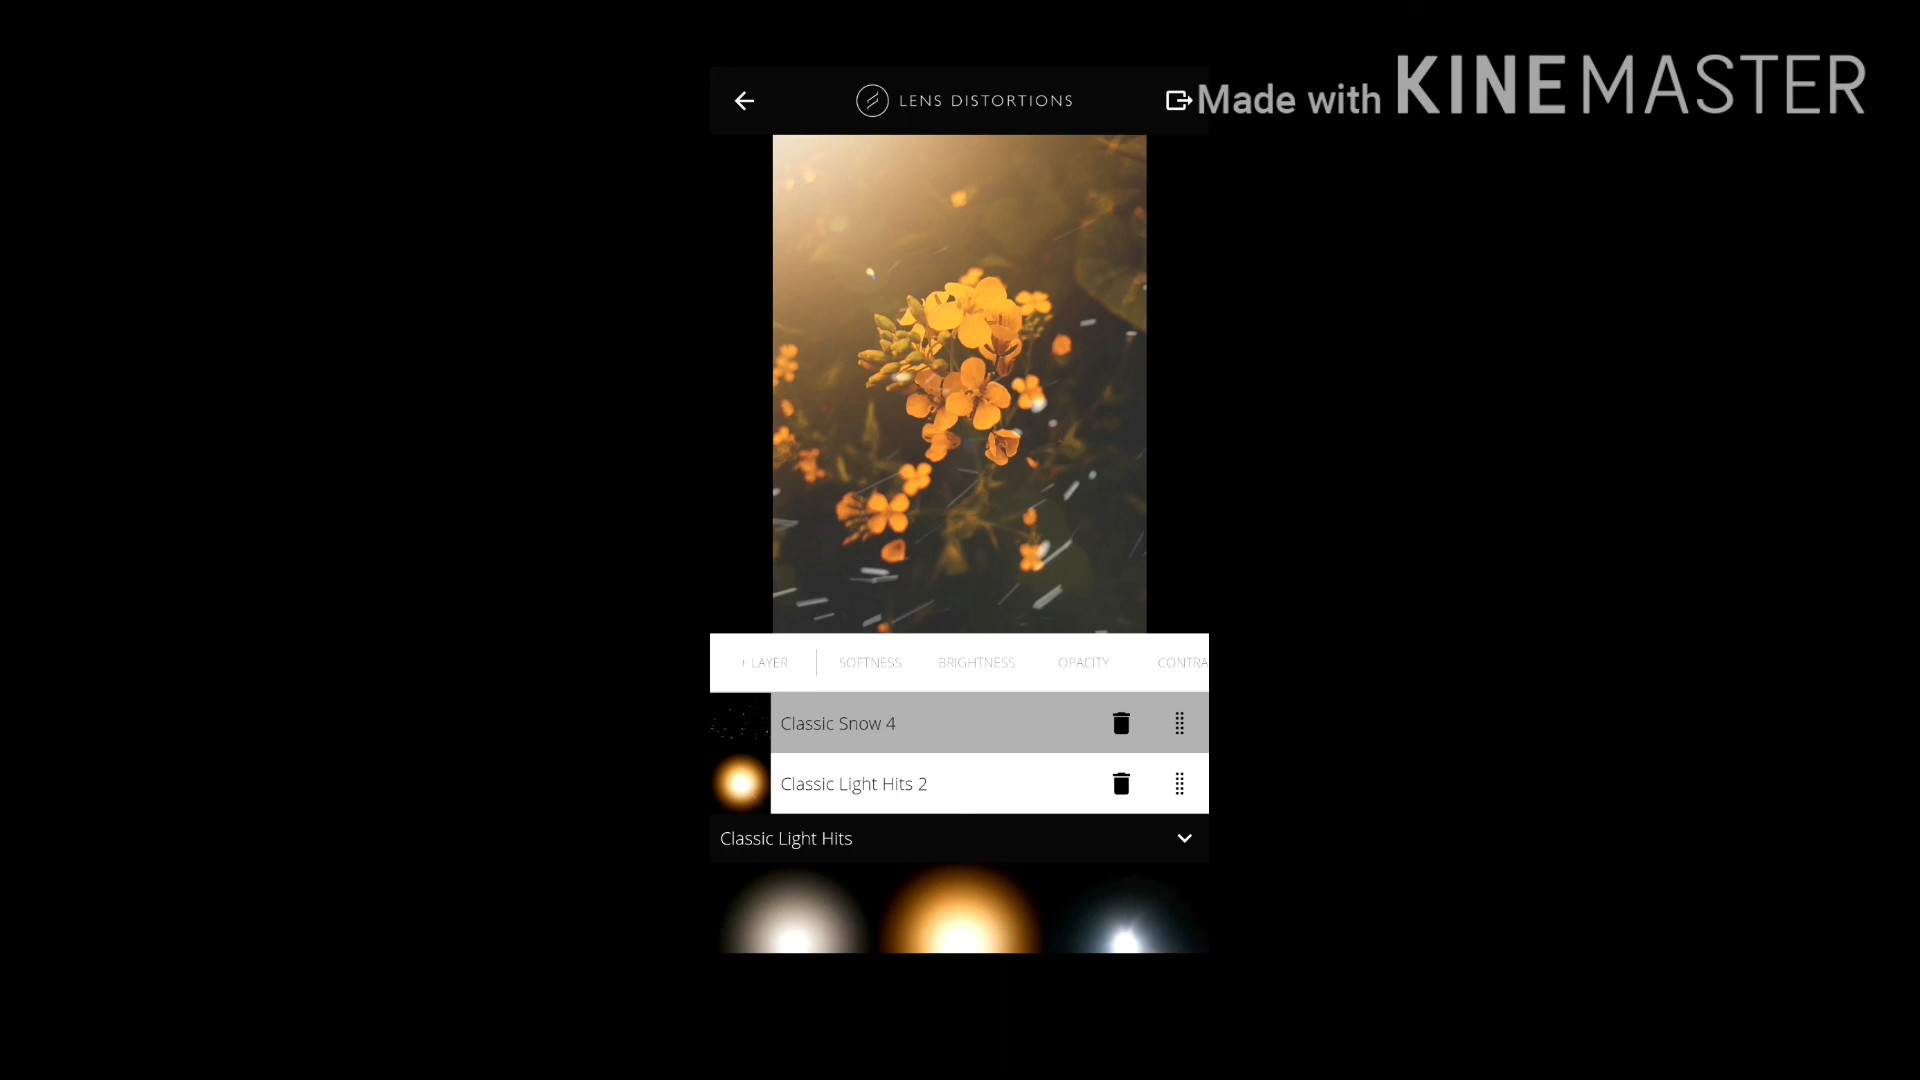 LENS DISTORTIONS
Made with KINEMASTER
LAYER SOFTNESS BRIGHTNESS OPACITY CONTRA
Classic Snow 4
Classic Light Hits 2
Classic Light Hits